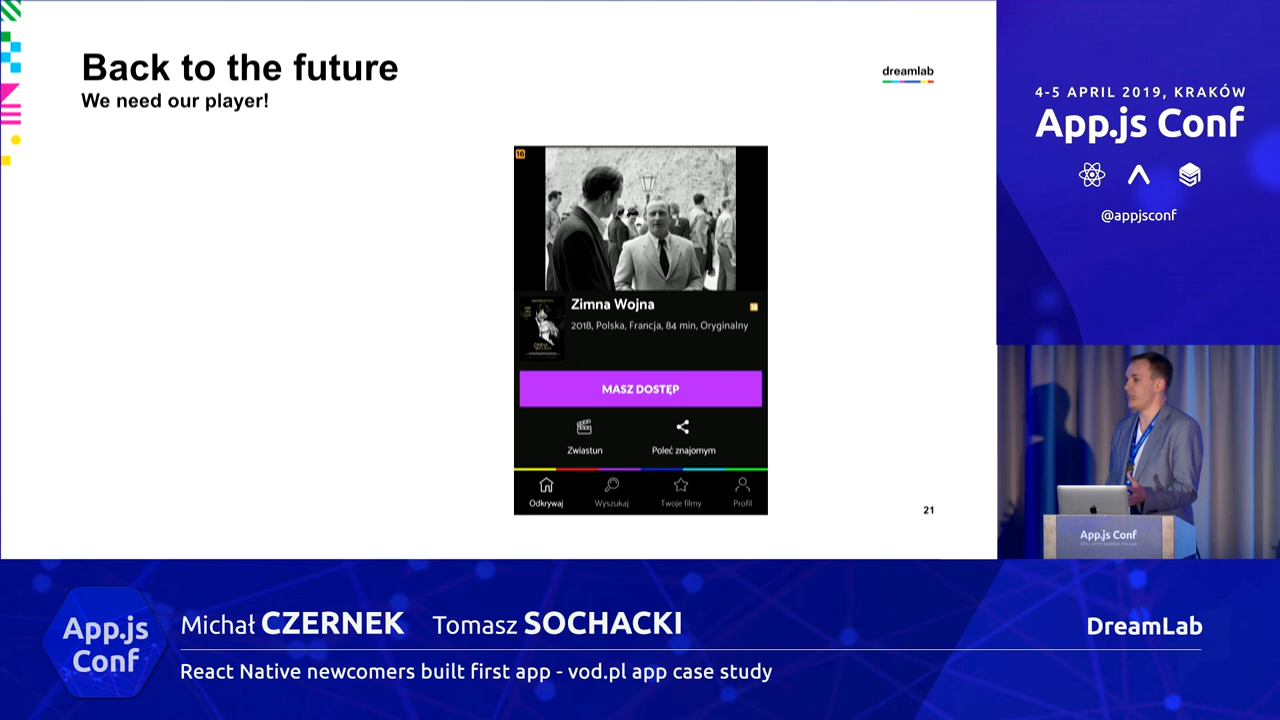 Back to the future
We need our player!
dreamlab
16
Zimna Wojna
16
2018, Polska, Francja, 84 min, Oryginalny
ZIMNA
WOJNA
MASZ DOSTĘP
Zwiastun
Poleć znajomym
Odkrywaj
Wyszukaj
Twoje filmy
Profil
21
4-5 APRIL 2019, KRAKÓW
App.js Conf
@appjsconf
App.js Conf
App.js
Conf
Michał CZERNEK Tomasz SOCHACKI
DreamLab
React Native newcomers built first app - vod.pl app case study